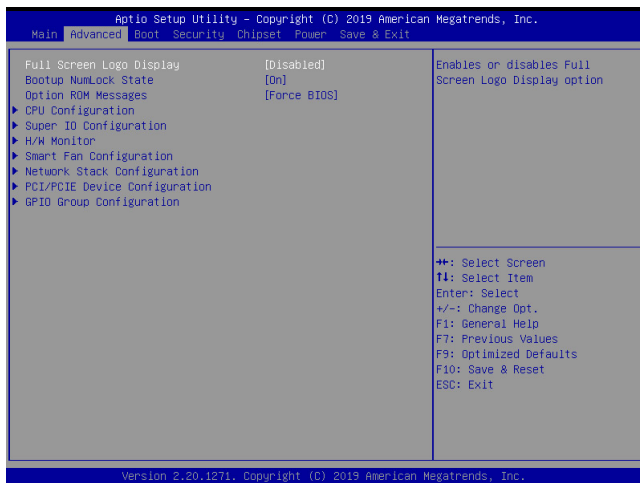 Aptio Setup Utility – Copyright (C) 2019 American Megatrends, Inc.
Main Advanced Boot Security Chipset Power Save & Exit
Full Screen Logo Display [Disabled]
Bootup NumLock State [On]
Option ROM Messages [Force BIOS]
▶ CPU Configuration
▶ Super IO Configuration
▶ H/W Monitor
▶ Smart Fan Configuration
▶ Network Stack Configuration
▶ PCI/PCIE Device Configuration
▶ GPIO Group Configuration
Enables or disables Full
Screen Logo Display option
→←: Select Screen
↑↓: Select Item
Enter: Select
+/-: Change Opt.
F1: General Help
F7: Previous Values
F9: Optimized Defaults
F10: Save & Reset
ESC: Exit
Version 2.20.1271. Copyright (C) 2019 American Megatrends, Inc.